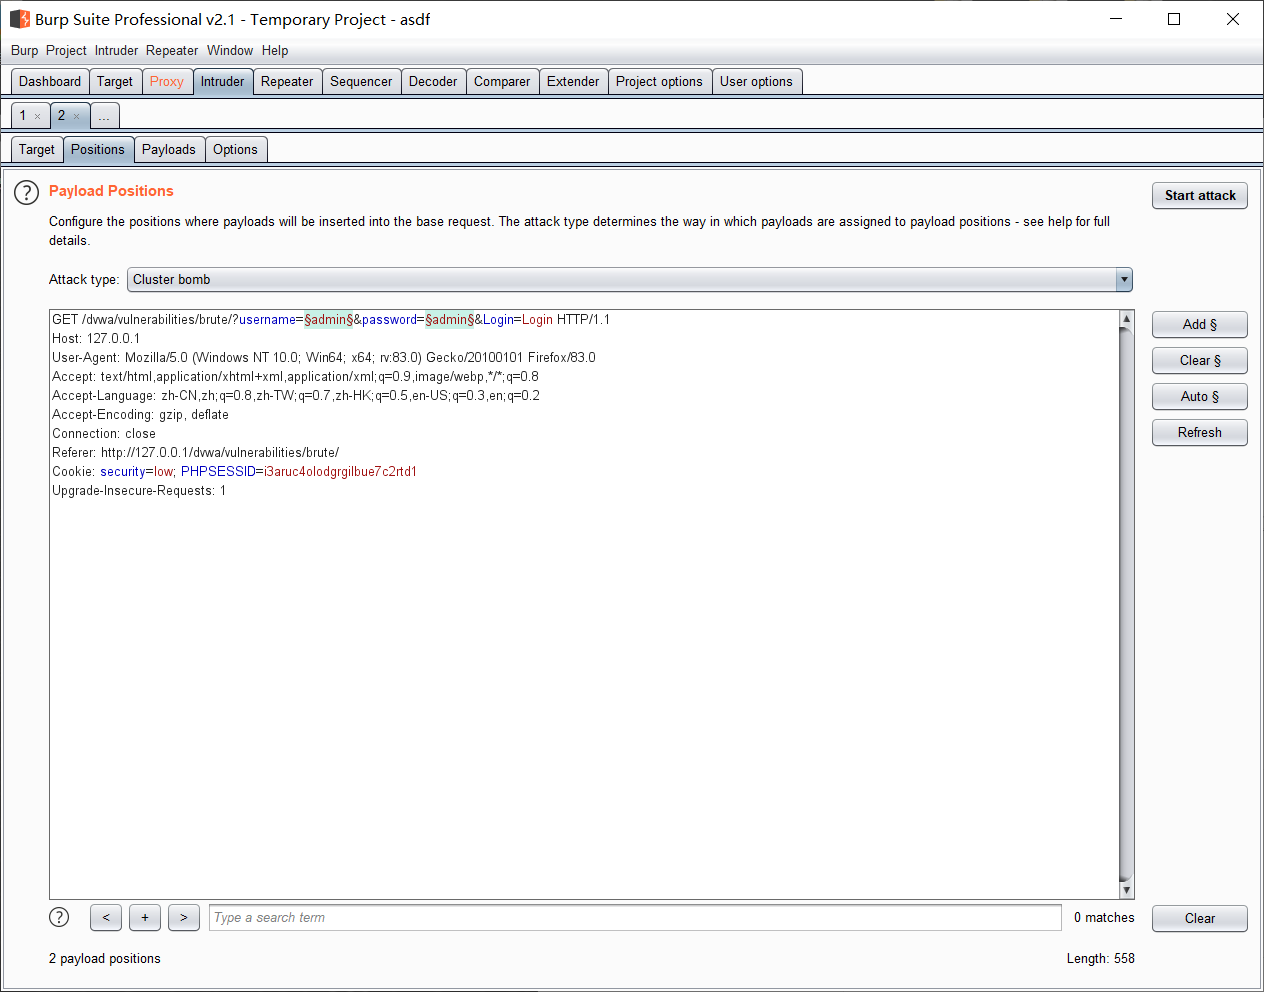 Burp Suite Professional v2.1 - Temporary Project - asdf
Burp Project Intruder Repeater Window Help
Dashboard Target Proxy Intruder Repeater Sequencer Decoder Comparer Extender Project options User options
1 × 2 × ...
Target Positions Payloads Options
? Payload Positions
Start attack
Configure the positions where payloads will be inserted into the base request. The attack type determines the way in which payloads are assigned to payload positions - see help for full
details.
Attack type: Cluster bomb
GET /dvwa/vulnerabilities/brute/?username=§admin§&password=§admin§&Login=Login HTTP/1.1
Host: 127.0.0.1
User-Agent: Mozilla/5.0 (Windows NT 10.0; Win64; x64; rv:83.0) Gecko/20100101 Firefox/83.0
Accept: text/html,application/xhtml+xml,application/xml;q=0.9,image/webp,*/*;q=0.8
Accept-Language: zh-CN,zh;q=0.8,zh-TW;q=0.7,zh-HK;q=0.5,en-US;q=0.3,en;q=0.2
Accept-Encoding: gzip, deflate
Connection: close
Referer: http://127.0.0.1/dvwa/vulnerabilities/brute/
Cookie: security=low; PHPSESSID=i3aruc4olodgrgilbue7c2rtd1
Upgrade-Insecure-Requests: 1
Add §
Clear §
Auto §
Refresh
? < + > Type a search term 0 matches Clear
2 payload positions Length: 558